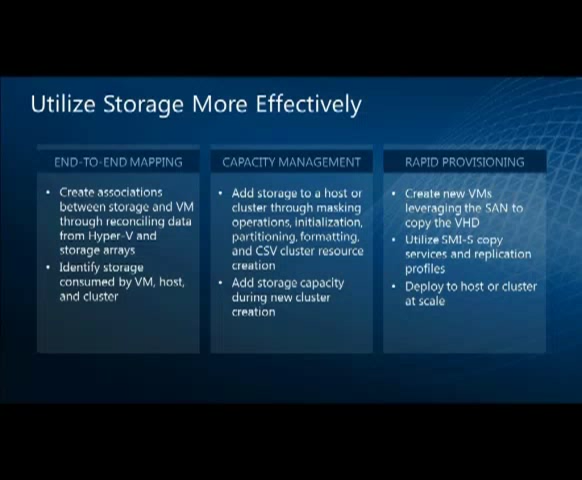 Utilize Storage More Effectively
END-TO-END MAPPING
• Create associations
between storage and VM
through reconciling data
from Hyper-V and
storage arrays
• Identify storage
consumed by VM, host,
and cluster
CAPACITY MANAGEMENT
• Add storage to a host or
cluster through masking
operations, initialization,
partitioning, formatting,
and CSV cluster resource
creation
• Add storage capacity
during new cluster
creation
RAPID PROVISIONING
• Create new VMs
leveraging the SAN to
copy the VHD
• Utilize SMI-S copy
services and replication
profiles
• Deploy to host or cluster
at scale